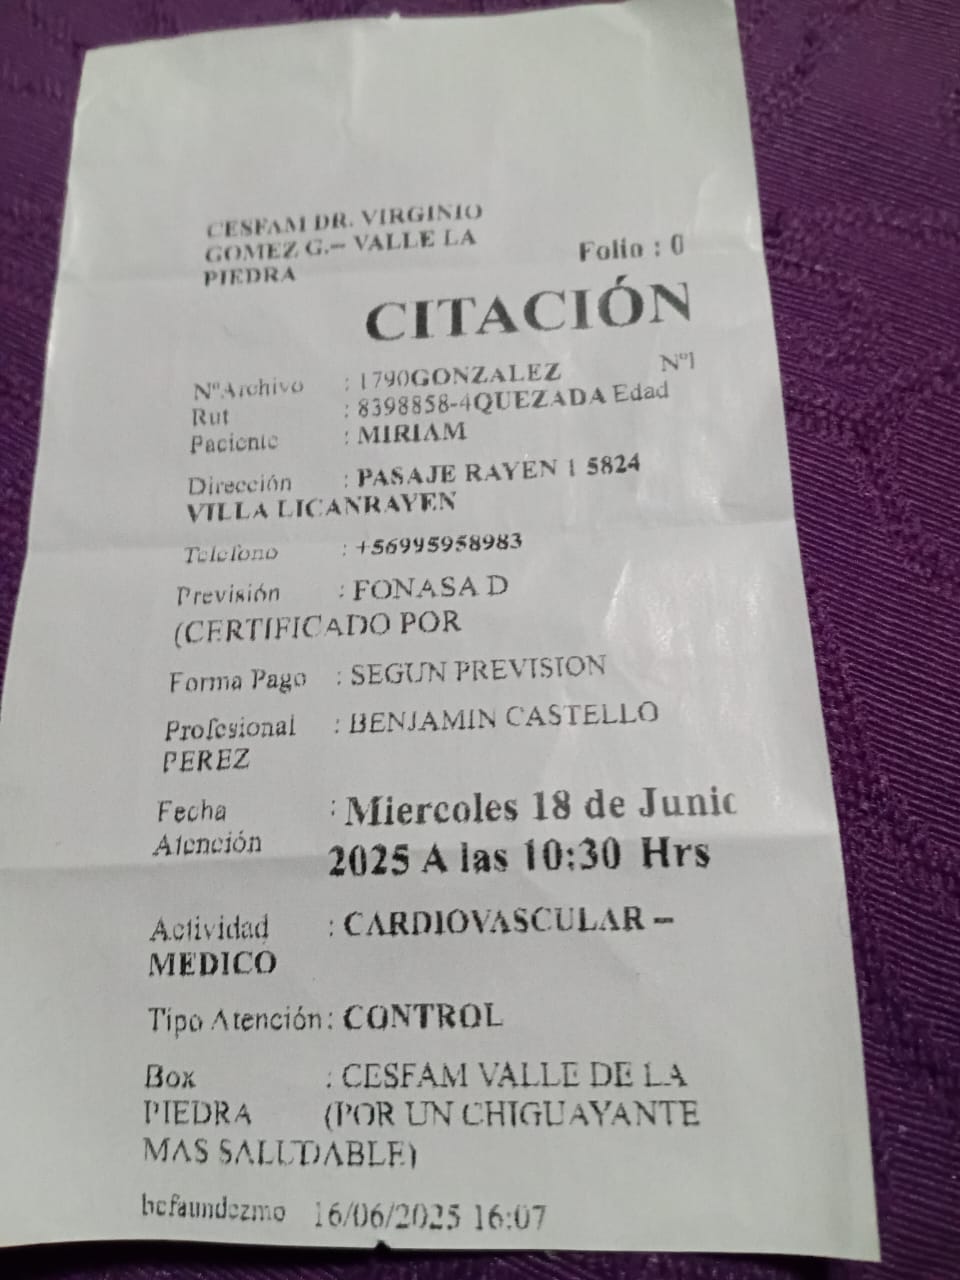 CESFAM DR. VIRGINIO
GOMEZ G.- VALLE LA
PIEDRA
Folio : 0
CITACIÓN
NºArchivo : 1790GONZALEZ Nº1
Rut : 8398858-4QUEZADA Edad
Paciente : MIRIAM
Dirección : PASAJE RAYEN 1 5824
VILLA LICANRAYEN
Telefono : +56995958983
Previsión : FONASA D
(CERTIFICADO POR
Forma Pago : SEGUN PREVISION
Profesional : BENJAMIN CASTELLO
PEREZ
Fecha : Miercoles 18 de Junio
Atención 2025 A las 10:30 Hrs
Actividad : CARDIOVASCULAR -
MEDICO
Tipo Atención : CONTROL
Box : CESFAM VALLE DE LA
PIEDRA (POR UN CHIGUAYANTE
MAS SALUDABLE)
bcfaundezmo 16/06/2025 16:07